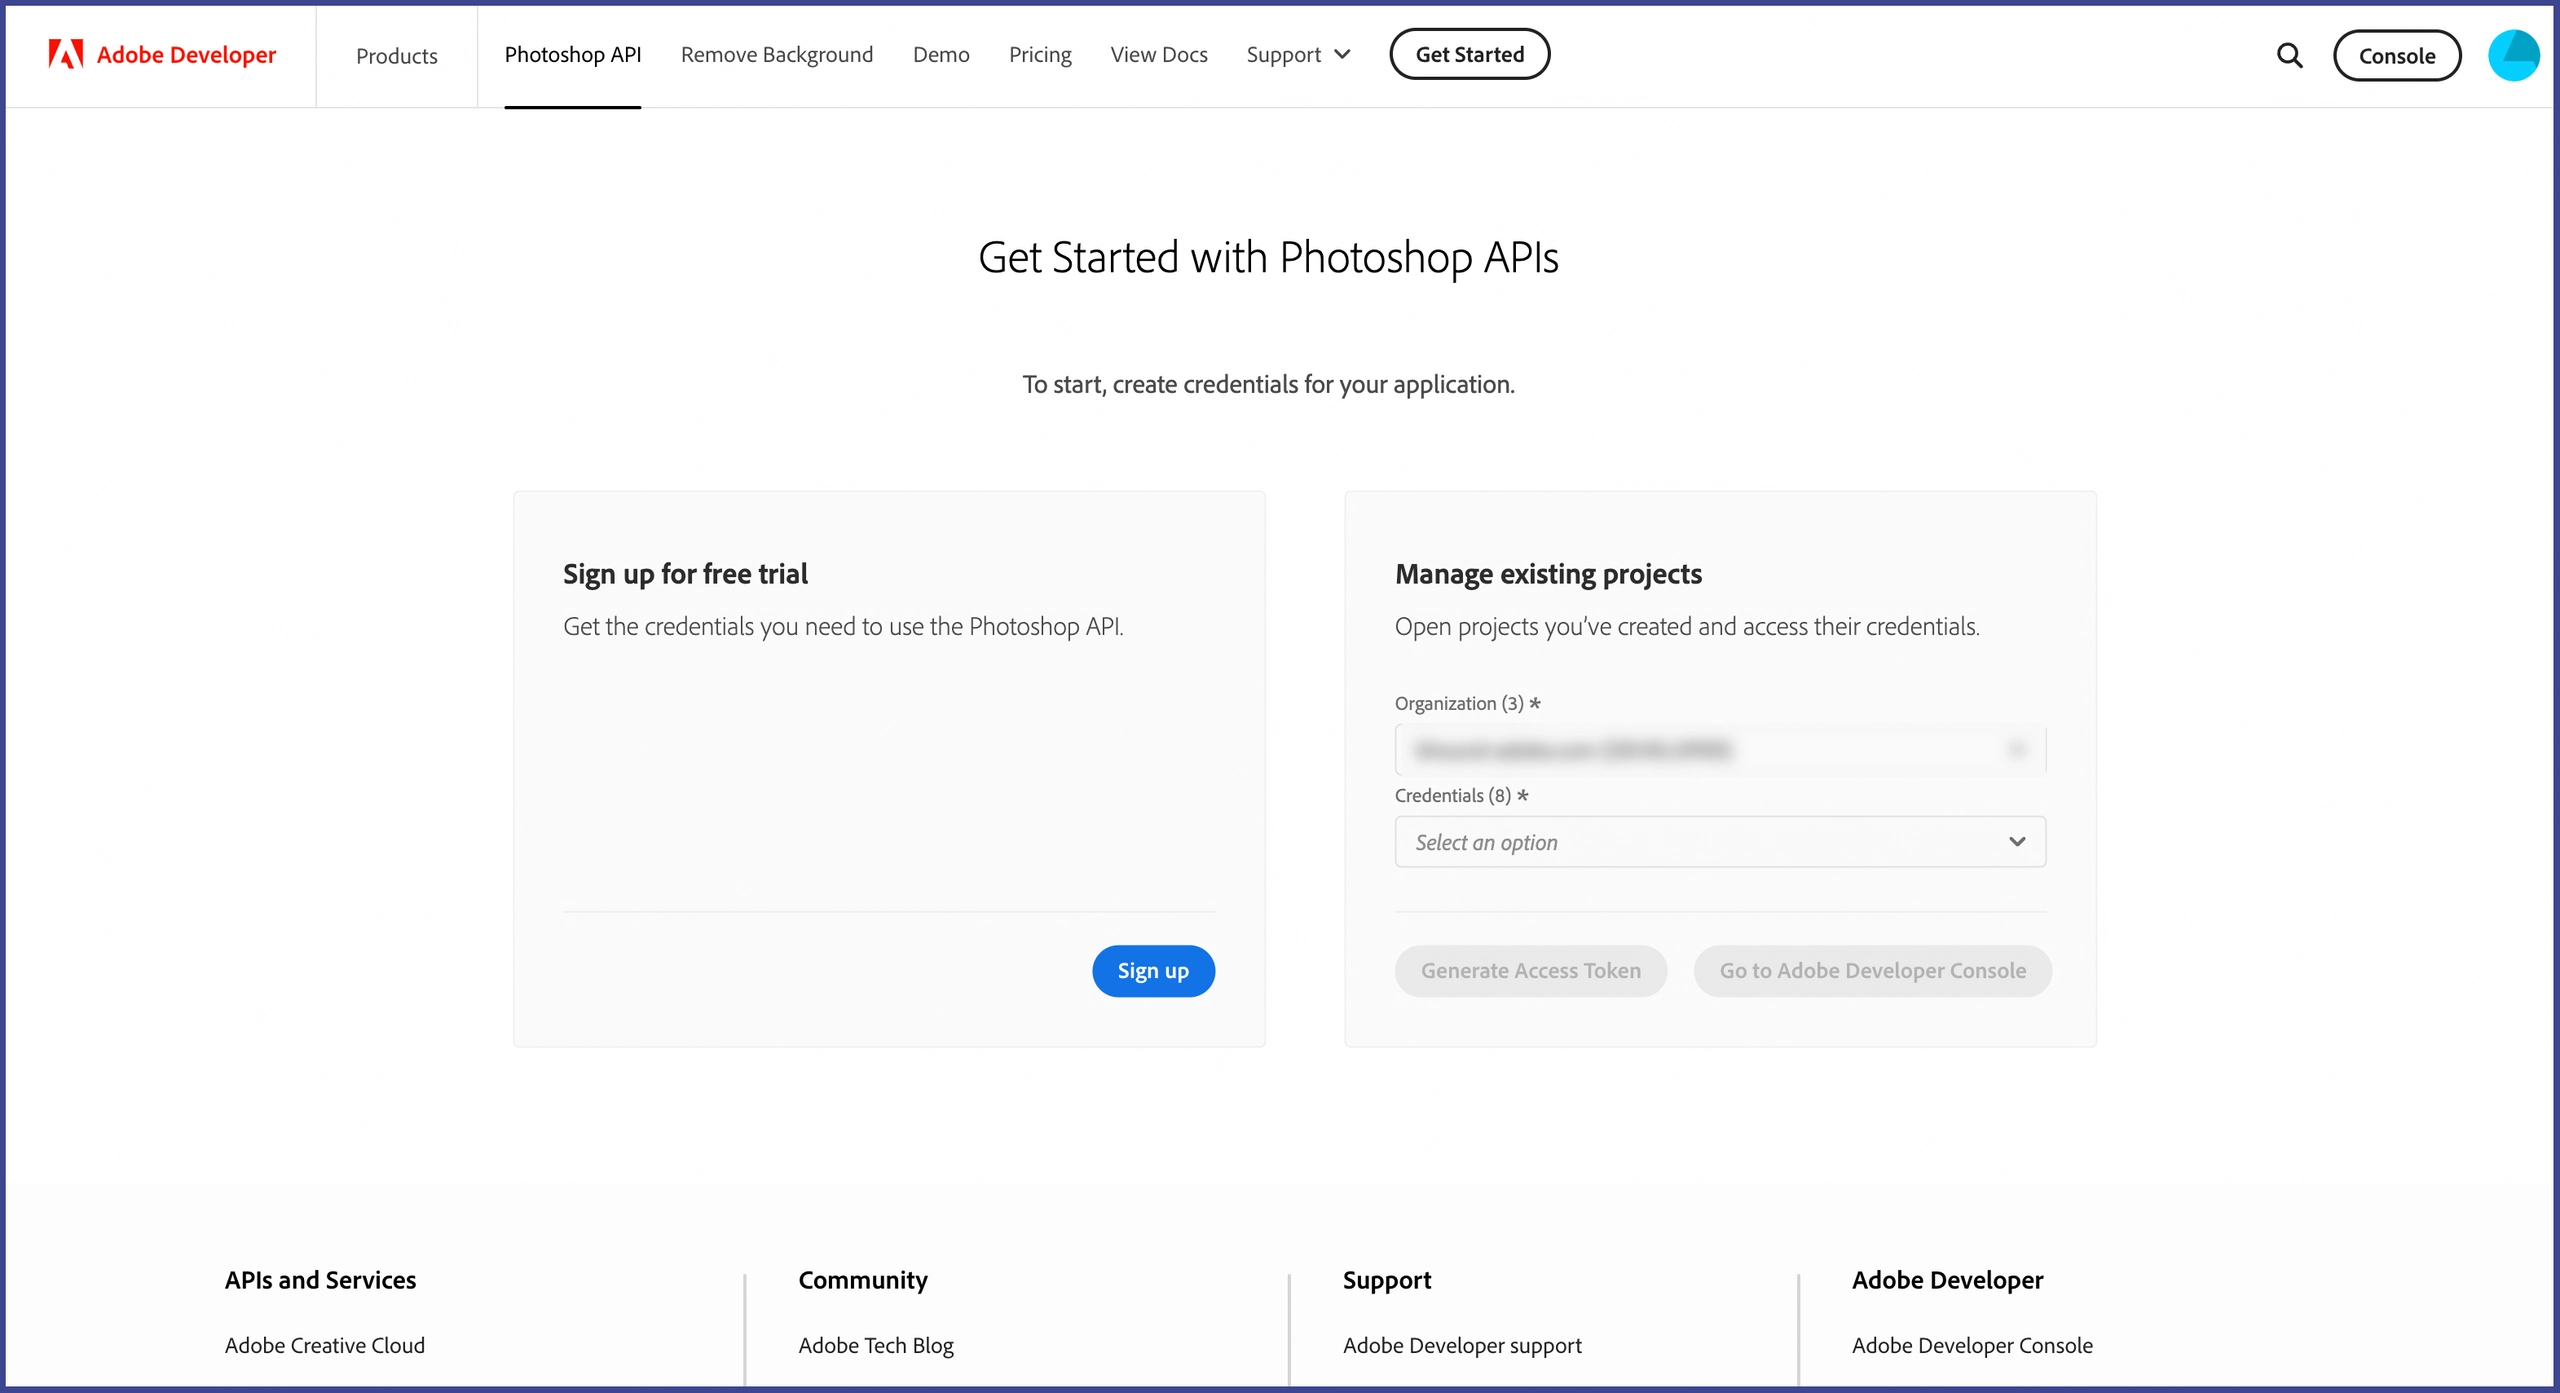 Adobe Developer
Products
Photoshop API
Remove Background
Demo
Pricing
View Docs
Support
Get Started
Console
Get Started with Photoshop APIs
To start, create credentials for your application.
Sign up for free trial
Get the credentials you need to use the Photoshop API.
Sign up
Manage existing projects
Open projects you've created and access their credentials.
Organization (3) *
Credentials (8) *
Select an option
Generate Access Token
Go to Adobe Developer Console
APIs and Services
Adobe Creative Cloud
Community
Adobe Tech Blog
Support
Adobe Developer support
Adobe Developer
Adobe Developer Console